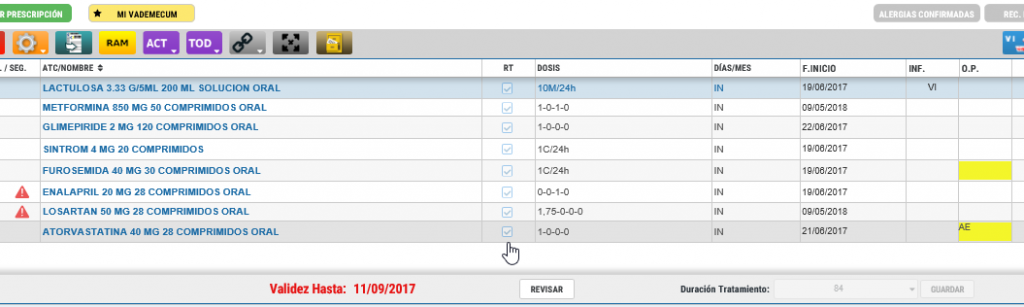 R PRESCRIPCIÓN MI VADEMECUM ALERGIAS CONFIRMADAS REC.
RAM ACT TOD VI
. / SEG. ATC/NOMBRE RT DOSIS DÍAS/MES F.INICIO INF. O.P.
LACTULOSA 3.33 G/5ML 200 ML SOLUCION ORAL 10M/24h IN 19/06/2017 VI
METFORMINA 850 MG 50 COMPRIMIDOS ORAL 1-0-1-0 IN 09/05/2018
GLIMEPIRIDE 2 MG 120 COMPRIMIDOS ORAL 1-0-0-0 IN 22/06/2017
SINTROM 4 MG 20 COMPRIMIDOS 1C/24h IN 19/06/2017
FUROSEMIDA 40 MG 30 COMPRIMIDOS ORAL 1C/24h IN 19/06/2017
ENALAPRIL 20 MG 28 COMPRIMIDOS ORAL 0-0-1-0 IN 19/06/2017
LOSARTAN 50 MG 28 COMPRIMIDOS ORAL 1,75-0-0-0 IN 09/05/2018
ATORVASTATINA 40 MG 28 COMPRIMIDOS ORAL 1-0-0-0 IN 21/06/2017 AE
Validez Hasta: 11/09/2017 REVISAR Duración Tratamiento: 84 GUARDAR